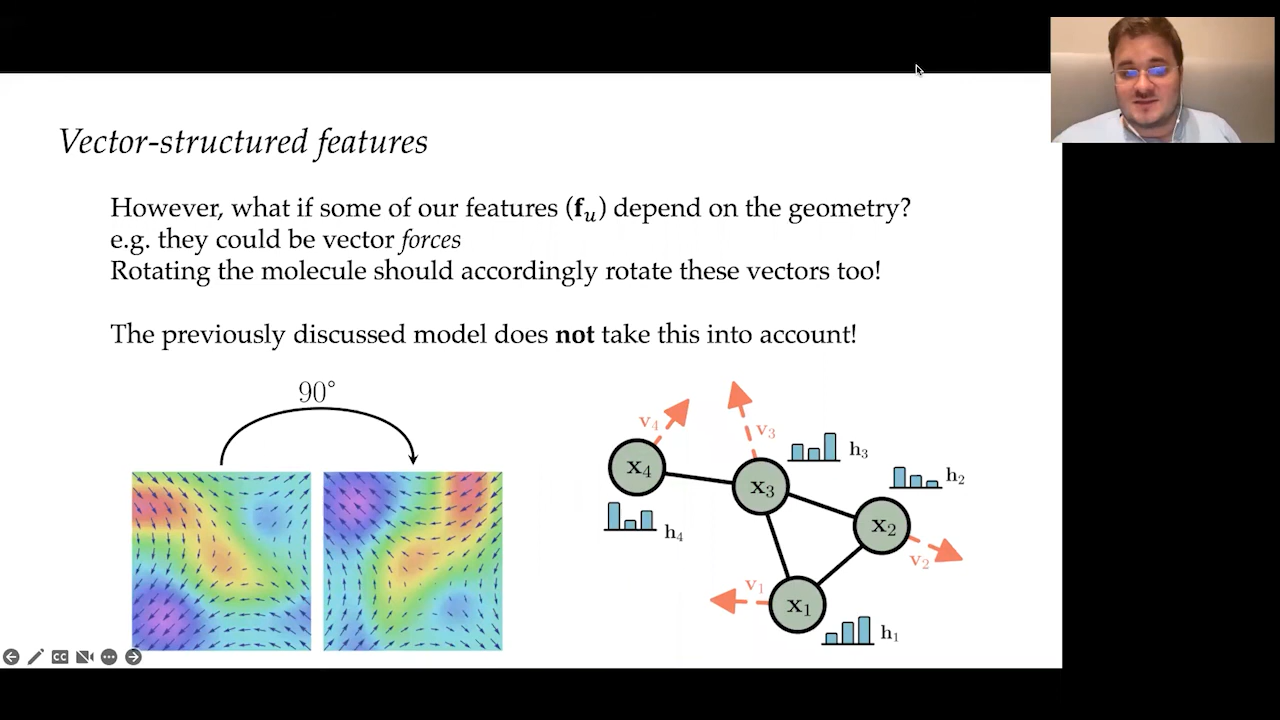 Vector-structured features
However, what if some of our features (𝐟ᵤ) depend on the geometry?
e.g. they could be vector forces
Rotating the molecule should accordingly rotate these vectors too!
The previously discussed model does not take this into account!
90°
v₄
v₃
x₄
h₃
x₃
h₂
h₄
x₂
v₂
v₁
x₁
h₁
CC